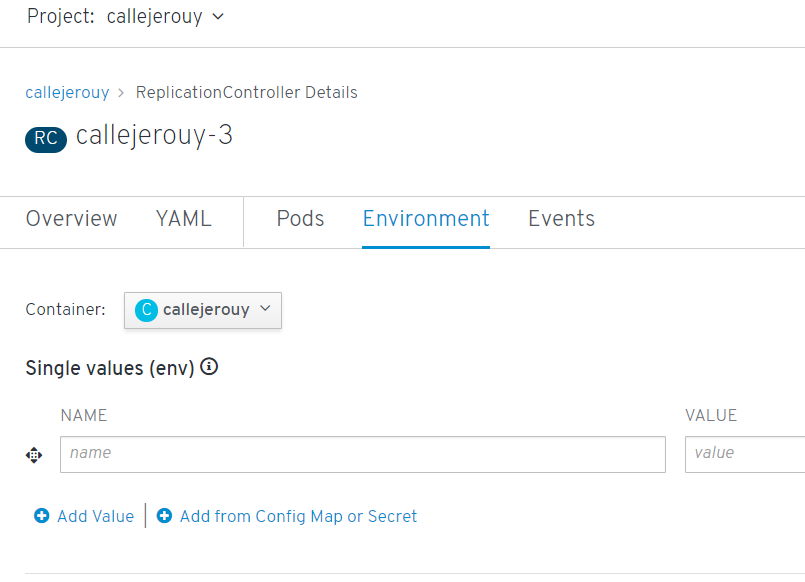 Project: callejerouy
callejerouy > ReplicationController Details
RC callejerouy-3
Overview YAML Pods Environment Events
Container: C callejerouy
Single values (env)
NAME VALUE
name value
Add Value Add from Config Map or Secret